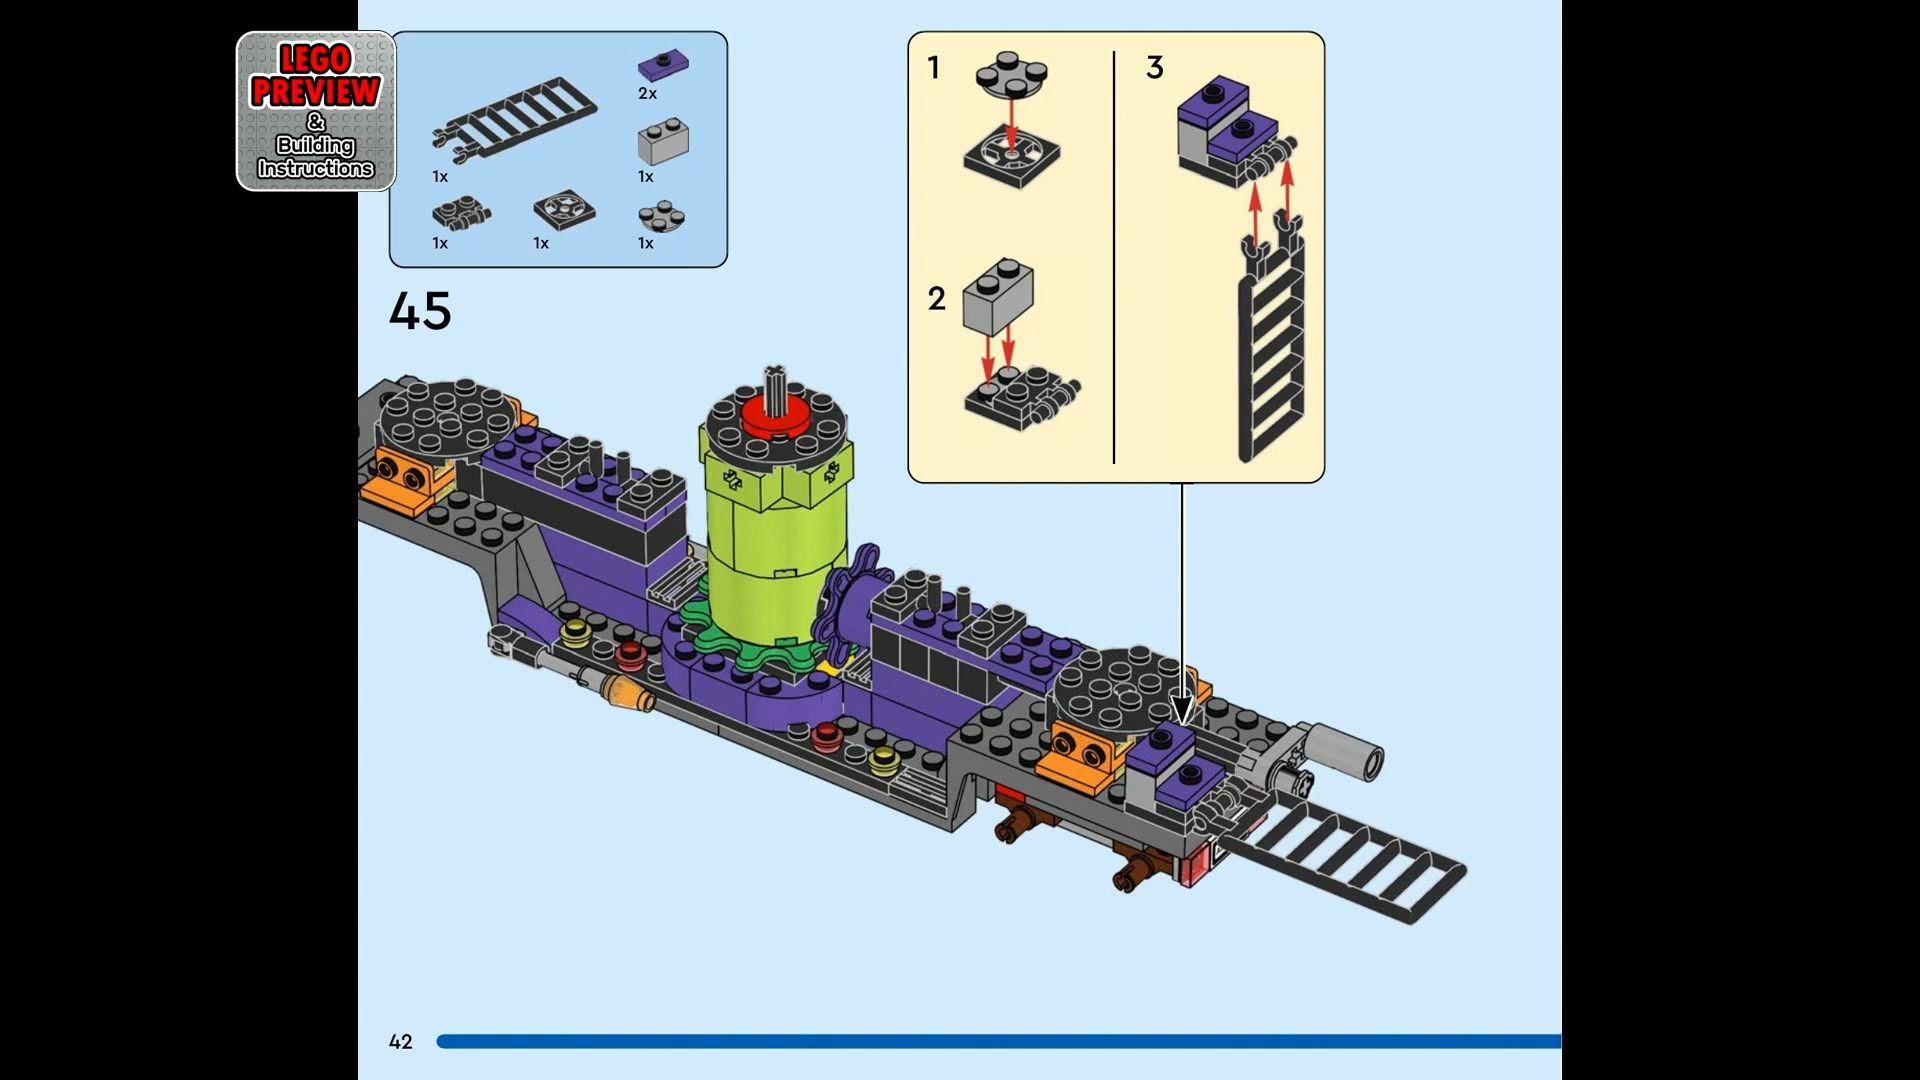 LEGO
PREVIEW
&
Building
Instructions
2x
1x
1x
1x
1x
1x
45
1
2
3
42